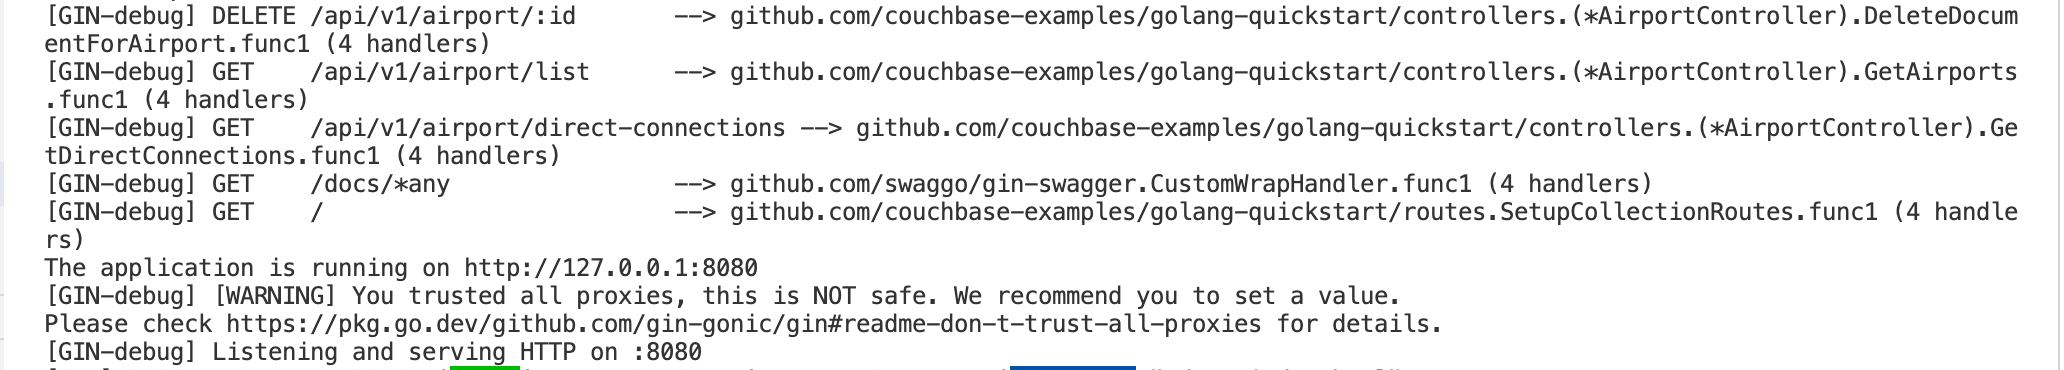 [GIN-debug] DELETE /api/v1/airport/:id       --> github.com/couchbase-examples/golang-quickstart/controllers.(*AirportController).DeleteDocum
entForAirport.func1 (4 handlers)
[GIN-debug] GET    /api/v1/airport/list      --> github.com/couchbase-examples/golang-quickstart/controllers.(*AirportController).GetAirports
.func1 (4 handlers)
[GIN-debug] GET    /api/v1/airport/direct-connections --> github.com/couchbase-examples/golang-quickstart/controllers.(*AirportController).Ge
tDirectConnections.func1 (4 handlers)
[GIN-debug] GET    /docs/*any                --> github.com/swaggo/gin-swagger.CustomWrapHandler.func1 (4 handlers)
[GIN-debug] GET    /                         --> github.com/couchbase-examples/golang-quickstart/routes.SetupCollectionRoutes.func1 (4 handle
rs)
The application is running on http://127.0.0.1:8080
[GIN-debug] [WARNING] You trusted all proxies, this is NOT safe. We recommend you to set a value.
Please check https://pkg.go.dev/github.com/gin-gonic/gin#readme-don-t-trust-all-proxies for details.
[GIN-debug] Listening and serving HTTP on :8080